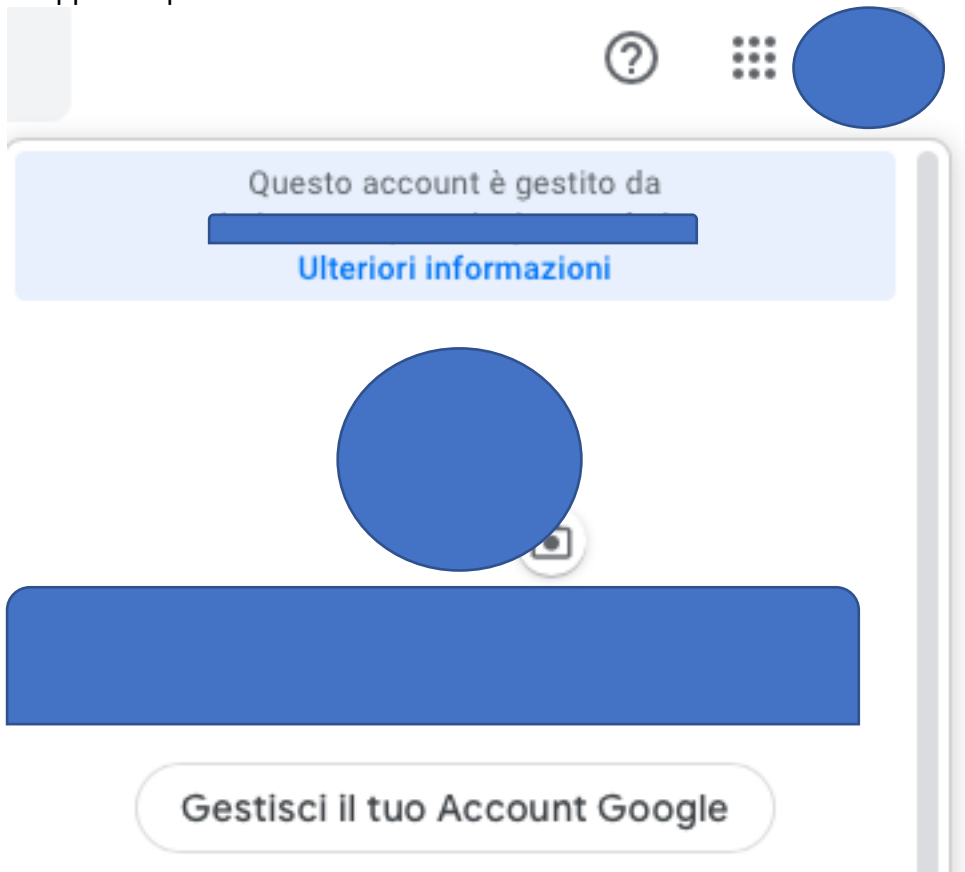 Questo account è gestito da
Ulteriori informazioni
Gestisci il tuo Account Google